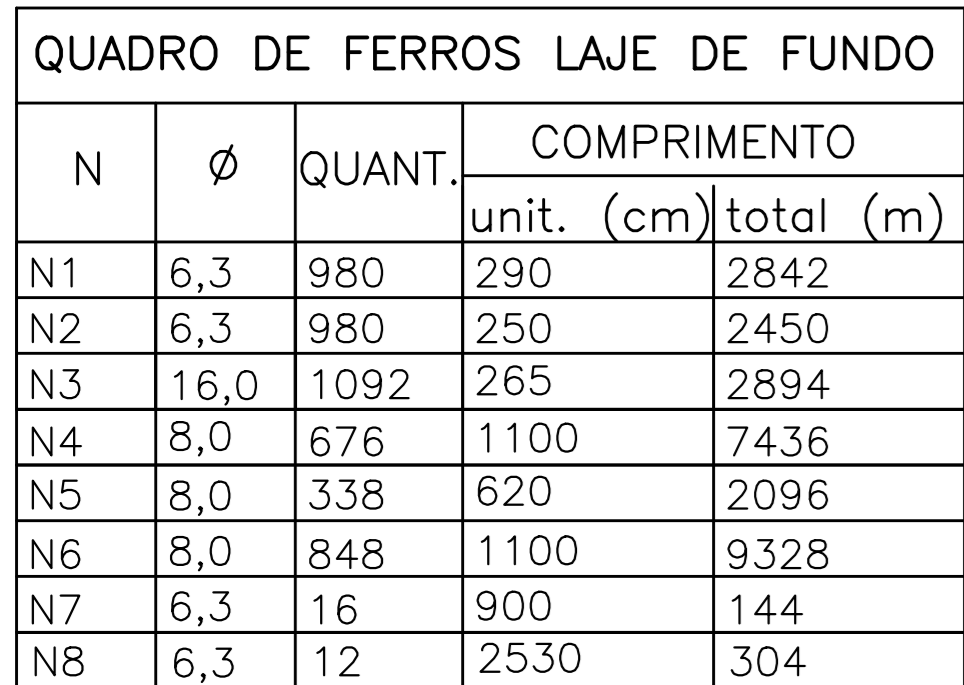 QUADRO DE FERROS LAJE DE FUNDO
N Ø QUANT. COMPRIMENTO
unit. (cm) total (m)
N1 6,3 980 290 2842
N2 6,3 980 250 2450
N3 16,0 1092 265 2894
N4 8,0 676 1100 7436
N5 8,0 338 620 2096
N6 8,0 848 1100 9328
N7 6,3 16 900 144
N8 6,3 12 2530 304